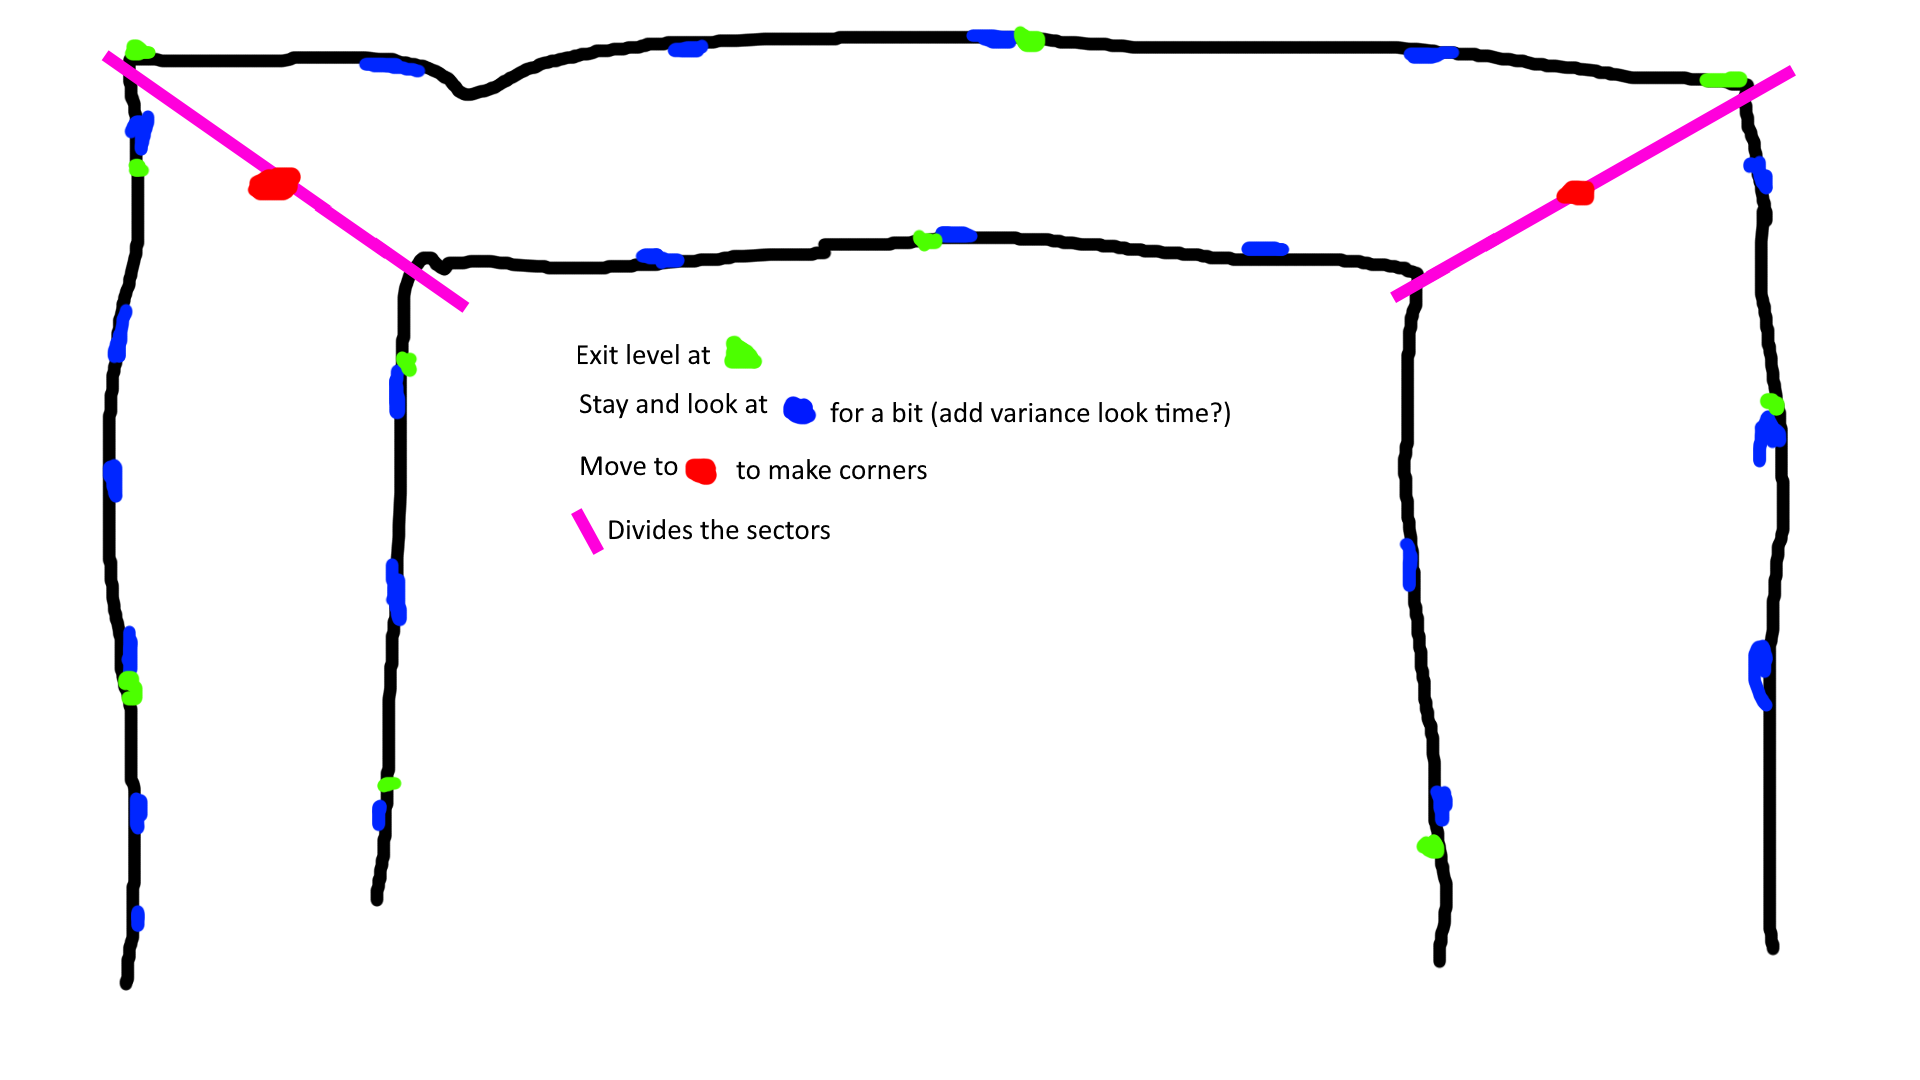 Exit level at
Stay and look at for a bit (add variance look time?)
Move to to make corners
Divides the sectors